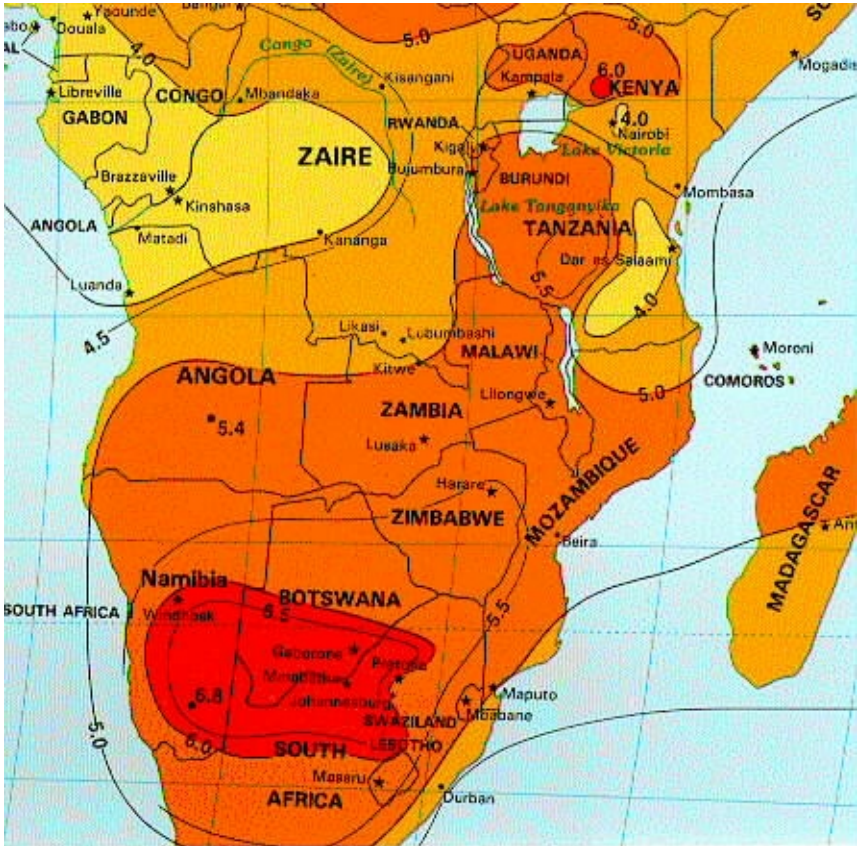 Yaounde
Douala
4.0
Congo
(Zaire)
5.0
UGANDA
Kampala
6.0
KENYA
5.0
Mogadis
Kisangani
Libreville
GABON
CONGO
Mbandaka
RWANDA
4.0
Nairobi
ZAIRE
Kigali
Lake Victoria
Brazzaville
Bujumbura
BURUNDI
Kinshasa
Lake Tanganyika
Mombasa
ANGOLA
TANZANIA
Matadi
Kananga
Dar es Salaam
Luanda
5.5
4.0
4.5
Likasi
Lubumbashi
MALAWI
Moroni
Kitwe
COMOROS
ANGOLA
ZAMBIA
Lilongwe
5.0
5.4
Lusaka
MOZAMBIQUE
MADAGASCAR
Harare
ZIMBABWE
Beira
Namibia
BOTSWANA
SOUTH AFRICA
Windhoek
5.5
Gaborone
Pretoria
6.8
Johannesburg
Maputo
SWAZILAND
Mbabane
5.0
6.0
SOUTH
LESOTHO
Maseru
AFRICA
Durban